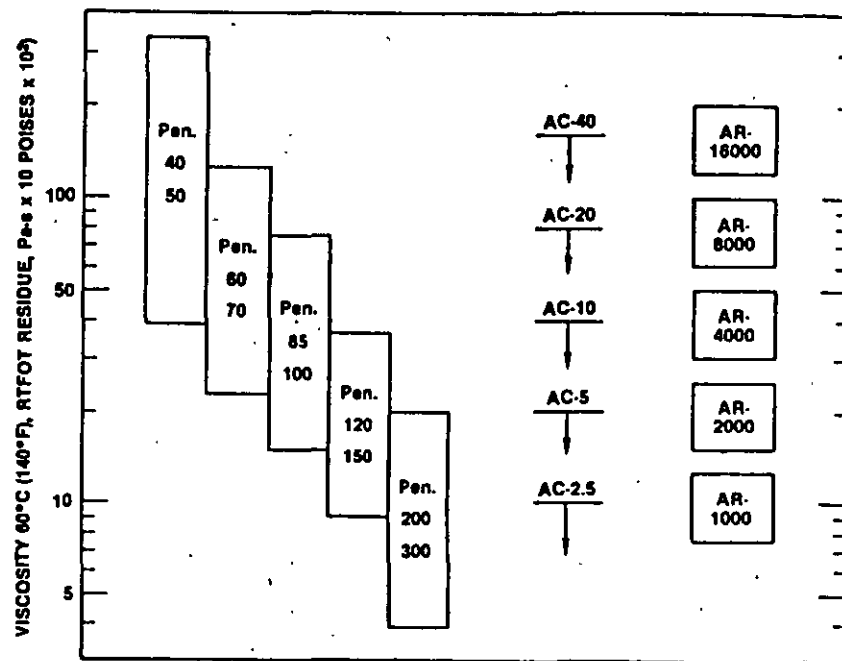 VISCOSITY 60°C (140°F), RTFOT RESIDUE, Pa-s x 10 POISES x 10²
100
50
10
5
Pen.
40
50
Pen.
60
70
Pen.
85
100
Pen.
120
150
Pen.
200
300
AC-40
AC-20
AC-10
AC-5
AC-2.5
AR-
16000
AR-
8000
AR-
4000
AR-
2000
AR-
1000